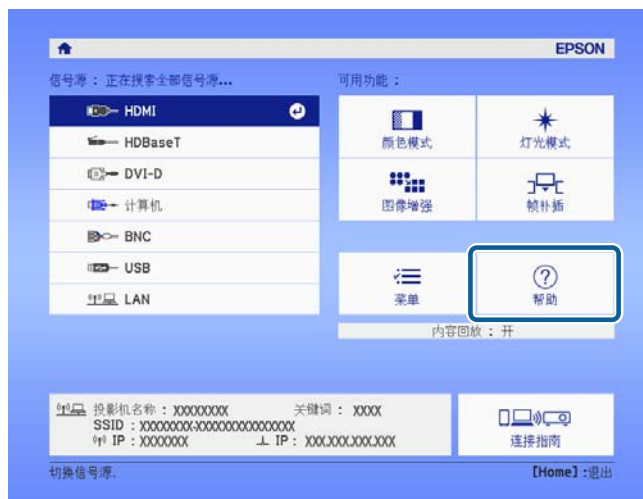 EPSON
信号源 : 正在搜索全部信号源...
HDMI
HDBaseT
DVI-D
计算机
BNC
USB
LAN
可用功能 :
颜色模式
灯光模式
图像增强
帧补插
菜单
帮助
内容回放 : 开
投影机名称 : XXXXXXXX 关键词 : XXXX
SSID : XXXXXXXX-XXXXXXXXXXXXXXX
IP : XXXXXXX IP : XXX.XXX.XXX.XXX
连接指南
切换信号源.
[Home] :退出